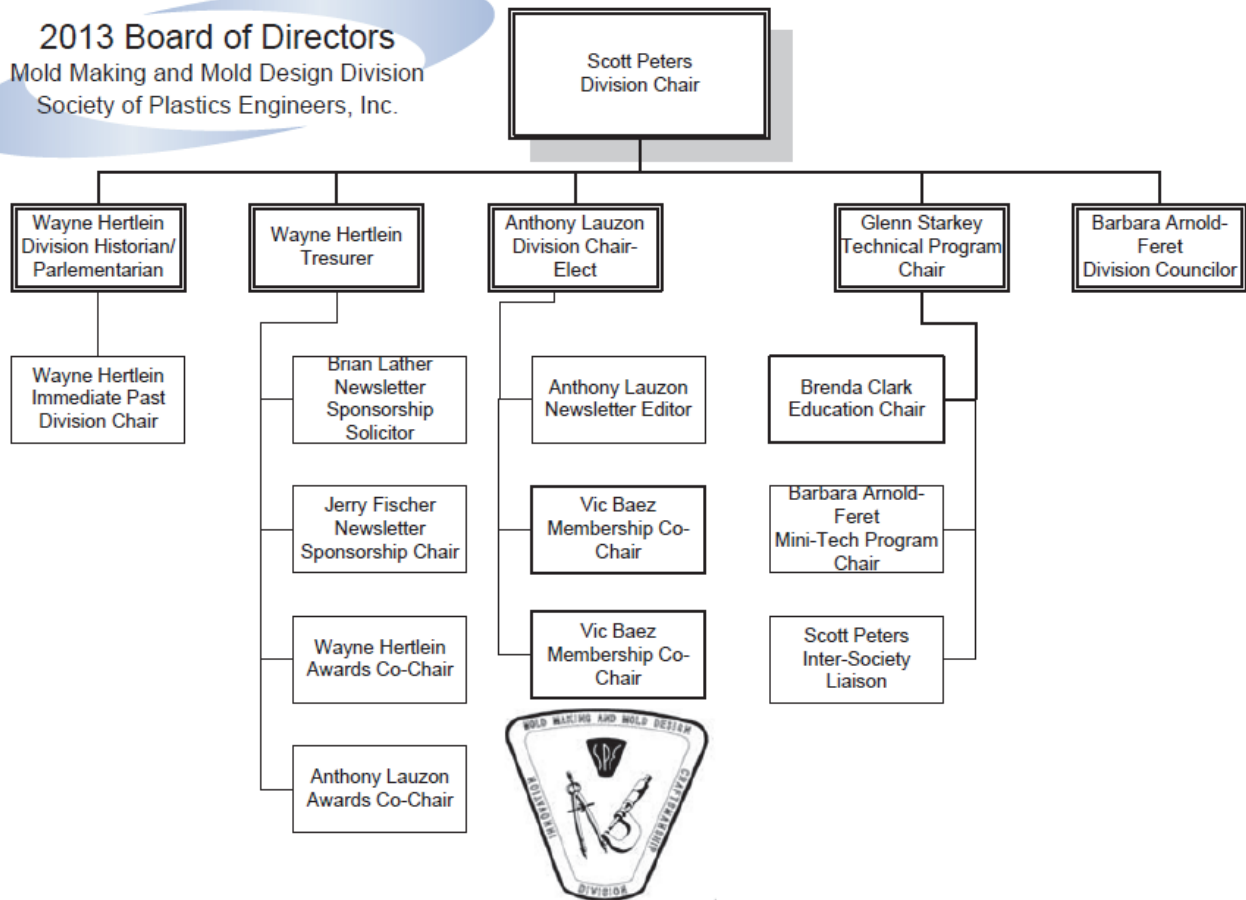 2013 Board of Directors
Mold Making and Mold Design Division
Society of Plastics Engineers, Inc.
Scott Peters
Division Chair
Wayne Hertlein
Division Historian/
Parlementarian
Wayne Hertlein
Tresurer
Anthony Lauzon
Division Chair-
Elect
Glenn Starkey
Technical Program
Chair
Barbara Arnold-
Feret
Division Councilor
Wayne Hertlein
Immediate Past
Division Chair
Brian Lather
Newsletter
Sponsorship
Solicitor
Anthony Lauzon
Newsletter Editor
Brenda Clark
Education Chair
Jerry Fischer
Newsletter
Sponsorship Chair
Vic Baez
Membership Co-
Chair
Barbara Arnold-
Feret
Mini-Tech Program
Chair
Wayne Hertlein
Awards Co-Chair
Vic Baez
Membership Co-
Chair
Scott Peters
Inter-Society
Liaison
Anthony Lauzon
Awards Co-Chair
MOLD MAKING AND MOLD DESIGN
SPE
INNOVATION
CRAFTSMANSHIP
DIVISION